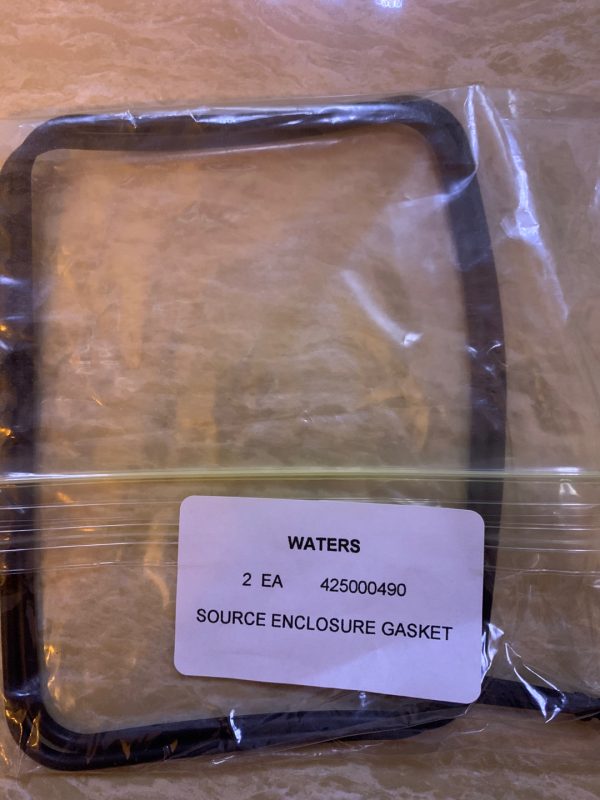 WATERS
2 EA 425000490
SOURCE ENCLOSURE GASKET